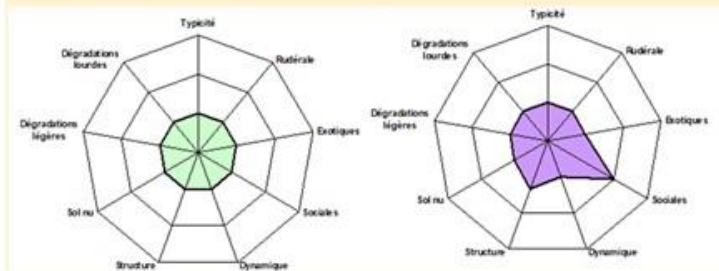 Typicité
Dégradations
lourdes
Rudérale
Dégradations
légères
Exotiques
Sol nu
Sociales
Structure
Dynamique
Typicité
Dégradations
lourdes
Rudérale
Dégradations
légères
Exotiques
Sol nu
Sociales
Structure
Dynamique